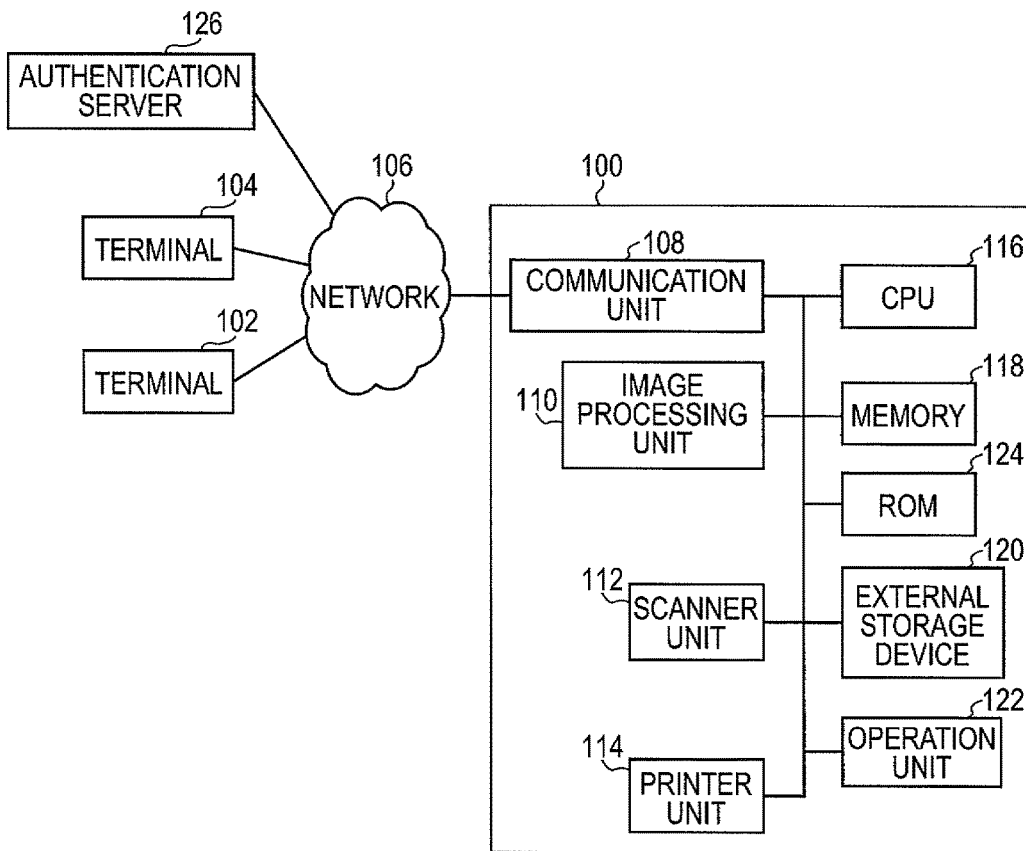 126
AUTHENTICATION
SERVER
104
TERMINAL
102
TERMINAL
106
NETWORK
100
108
COMMUNICATION
UNIT
110
IMAGE
PROCESSING
UNIT
112
SCANNER
UNIT
114
PRINTER
UNIT
116
CPU
118
MEMORY
124
ROM
120
EXTERNAL
STORAGE
DEVICE
122
OPERATION
UNIT